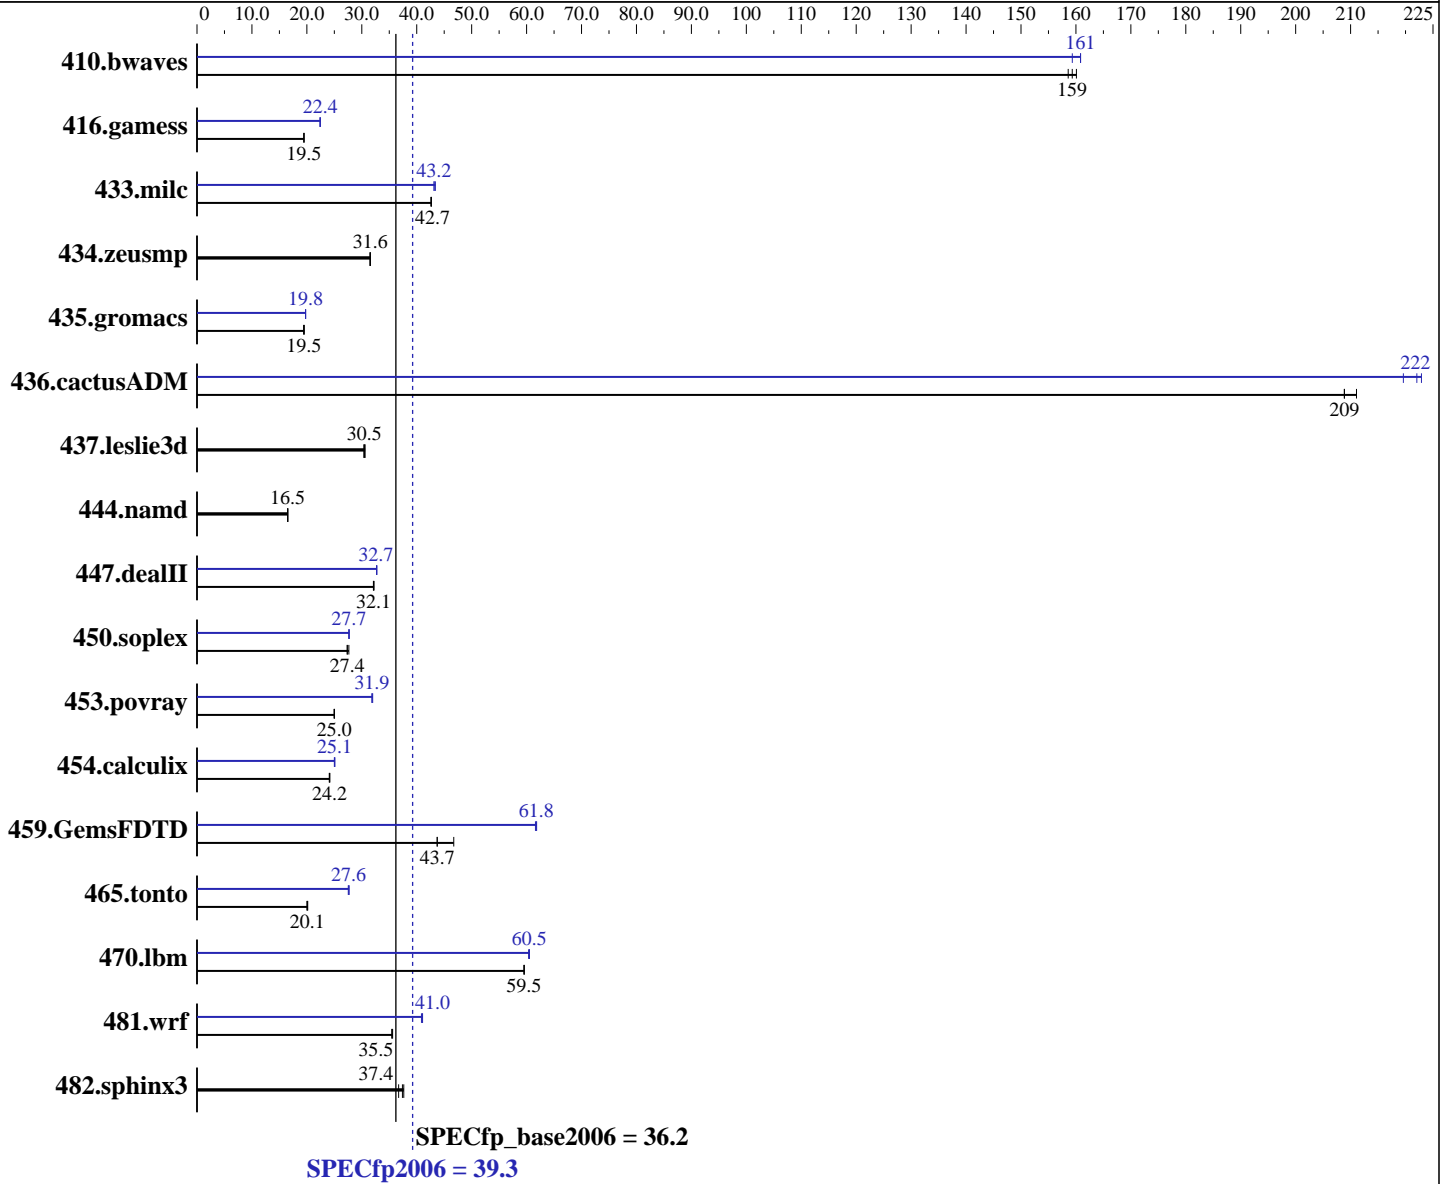 0 10.0 20.0 30.0 40.0 50.0 60.0 70.0 80.0 90.0 100 110 120 130 140 150 160 170 180 190 200 210 225
161
410.bwaves
159
22.4
416.gamess
19.5
43.2
433.milc
42.7
31.6
434.zeusmp
19.8
435.gromacs
19.5
222
436.cactusADM
209
30.5
437.leslie3d
16.5
444.namd
32.7
447.dealII
32.1
27.7
450.soplex
27.4
31.9
453.povray
25.0
25.1
454.calculix
24.2
61.8
459.GemsFDTD
43.7
27.6
465.tonto
20.1
60.5
470.lbm
59.5
41.0
481.wrf
35.5
37.4
482.sphinx3
SPECfp_base2006 = 36.2
SPECfp2006 = 39.3